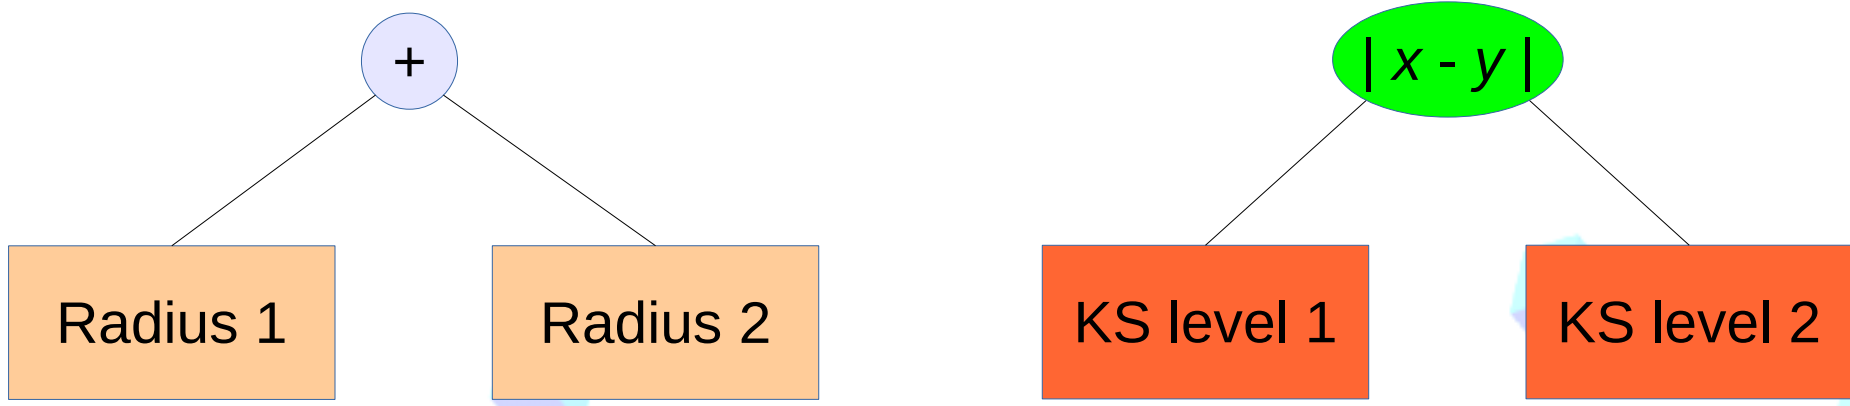 +
| x - y |
Radius 1
Radius 2
KS level 1
KS level 2